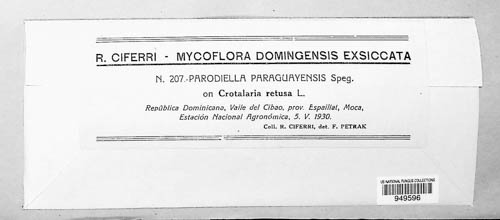 R. CIFERRI - MYCOFLORA DOMINGENSIS EXSICCATA
N. 207.-PARODIELLA PARAGUAYENSIS Speg.
on Crotalaria retusa L.
República Dominicana, Valle del Cibao, prov. Espaillat, Moca,
Estación Nacional Agronómica, 5. V. 1930.
Coll. R. CIFERRI, det. F. PETRAK
US NATIONAL FUNGUS COLLECTIONS
949596